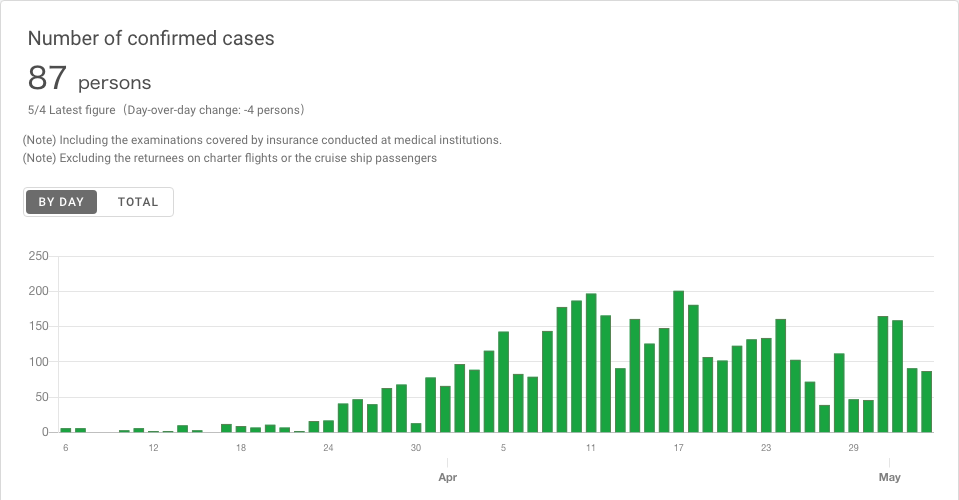 Number of confirmed cases
87 persons
5/4 Latest figure（Day-over-day change: -4 persons）
(Note) Including the examinations covered by insurance conducted at medical institutions.
(Note) Excluding the returnees on charter flights or the cruise ship passengers
BY DAY TOTAL
250
200
150
100
50
0
6 12 18 24 30 5 11 17 23 29
Apr May